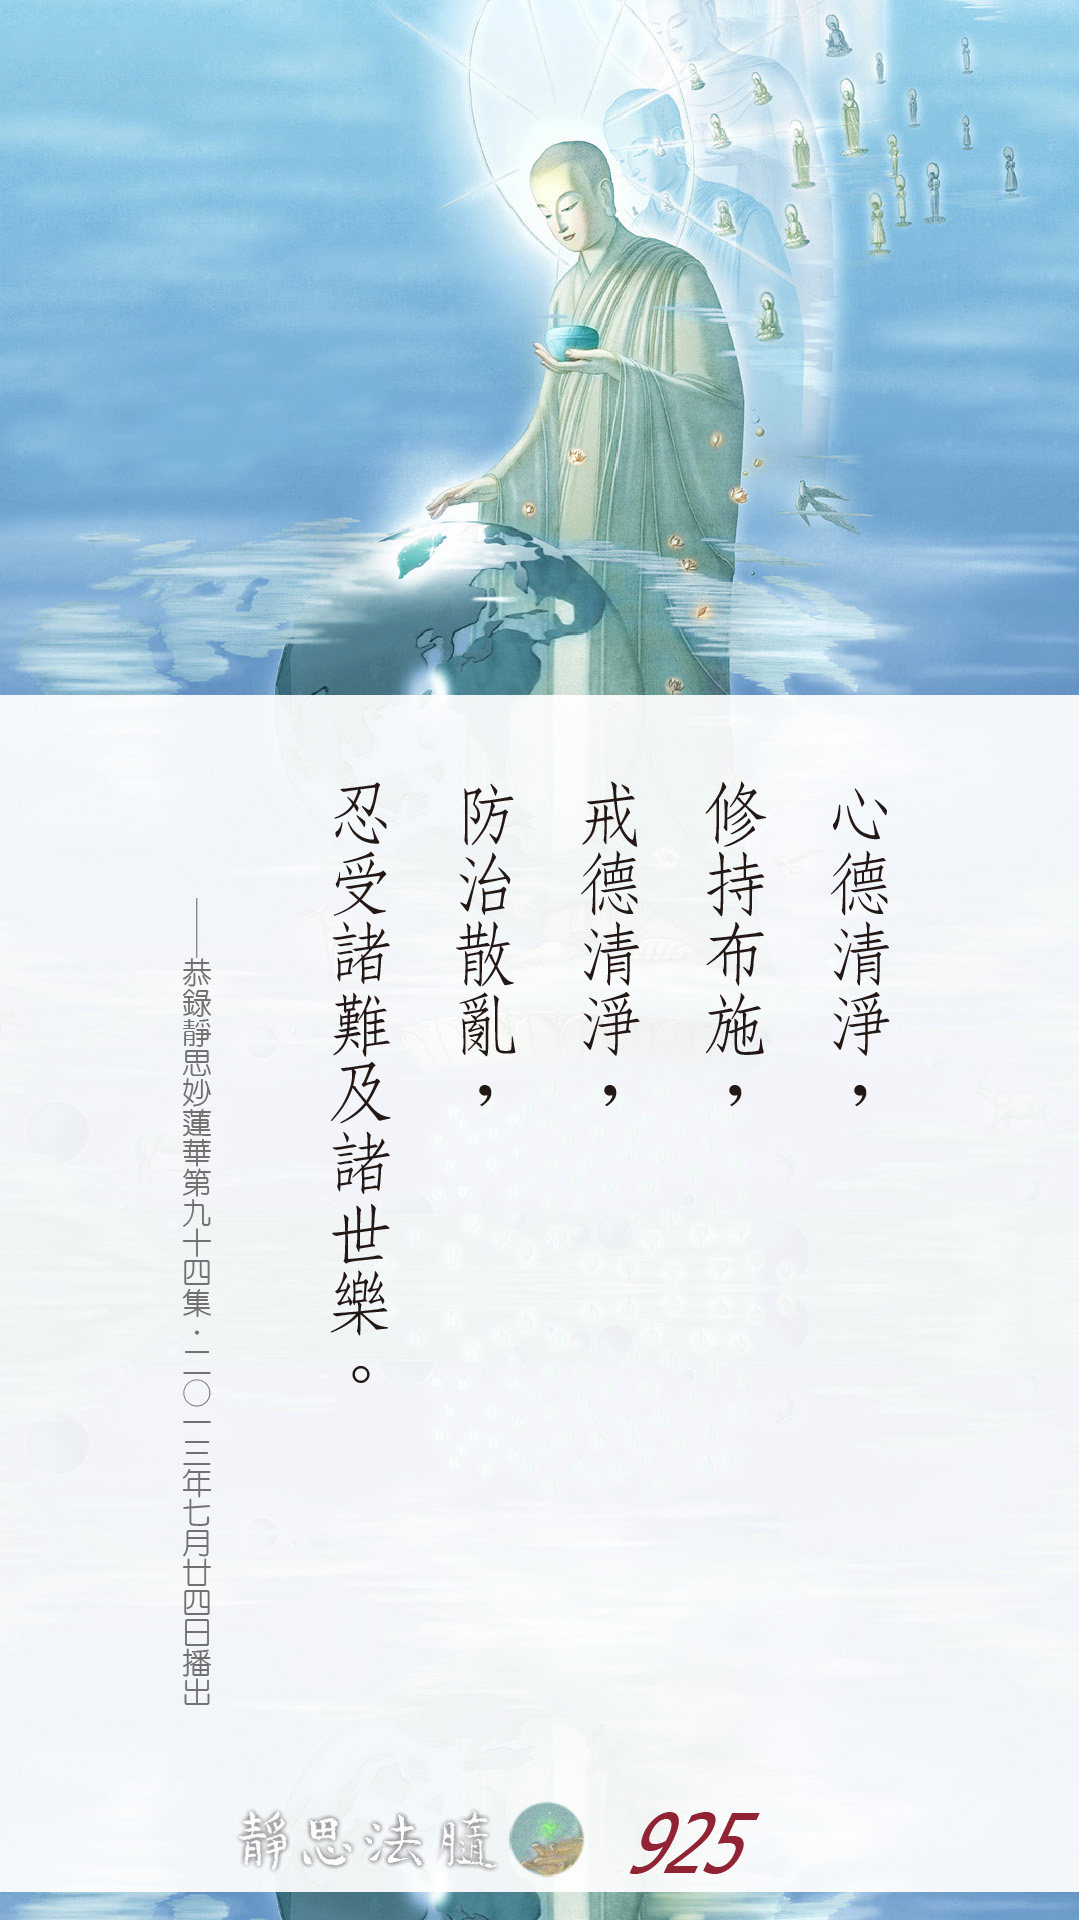 心德清淨，
修持布施，
戒德清淨，
防治散亂，
忍受諸難及諸世樂。
——恭錄靜思妙蓮華第九十四集·二〇一三年七月廿四日播出
靜思法髓
925